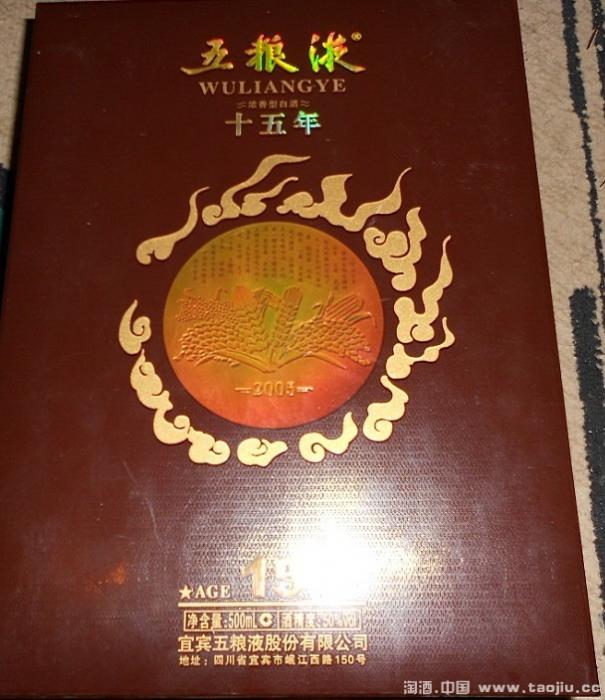 五粮液®
WULIANGYE
浓香型白酒
十五年
2005
★AGE 15
净含量:500mL 酒精度:50%vol
宜宾五粮液股份有限公司
地址：四川省宜宾市岷江西路150号
淘酒.中国 www.taojiu.cc